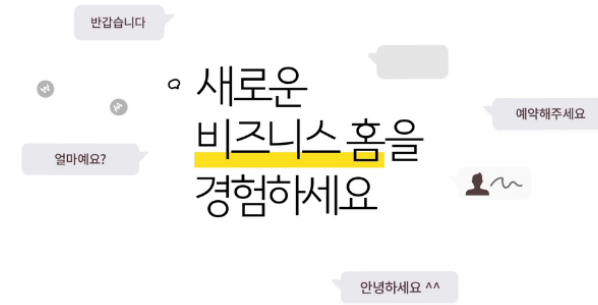 반갑습니다
새로운
예약해주세요
비즈니스 홈을
얼마예요?
경험하세요
안녕하세요 ^^